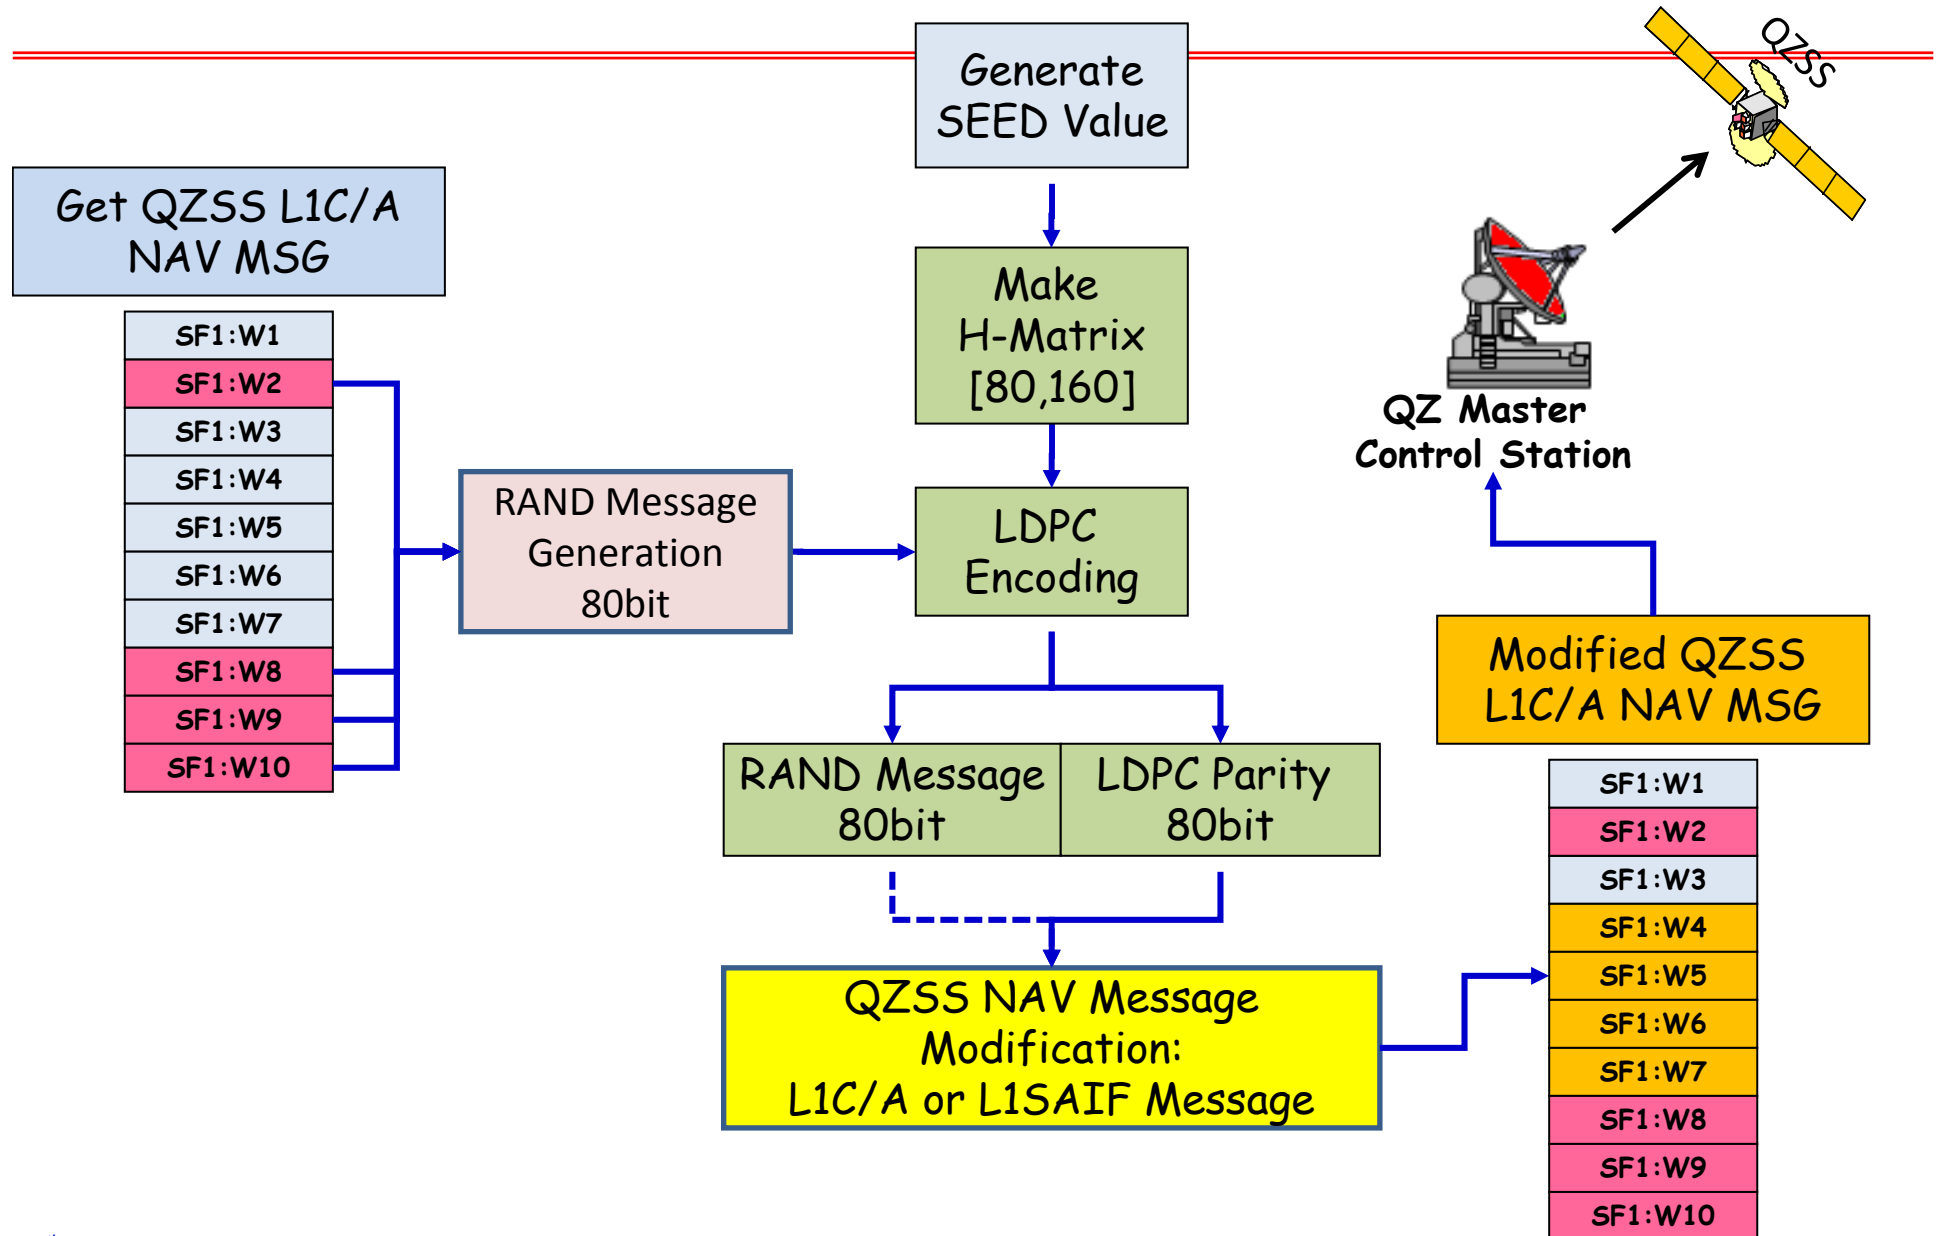 Generate
SEED Value
QZSS
Get QZSS L1C/A
NAV MSG
SF1:W1
SF1:W2
SF1:W3
SF1:W4
SF1:W5
SF1:W6
SF1:W7
SF1:W8
SF1:W9
SF1:W10
RAND Message
Generation
80bit
Make
H-Matrix
[80,160]
LDPC
Encoding
RAND Message
80bit
LDPC Parity
80bit
QZSS NAV Message
Modification:
L1C/A or L1SAIF Message
QZ Master
Control Station
Modified QZSS
L1C/A NAV MSG
SF1:W1
SF1:W2
SF1:W3
SF1:W4
SF1:W5
SF1:W6
SF1:W7
SF1:W8
SF1:W9
SF1:W10